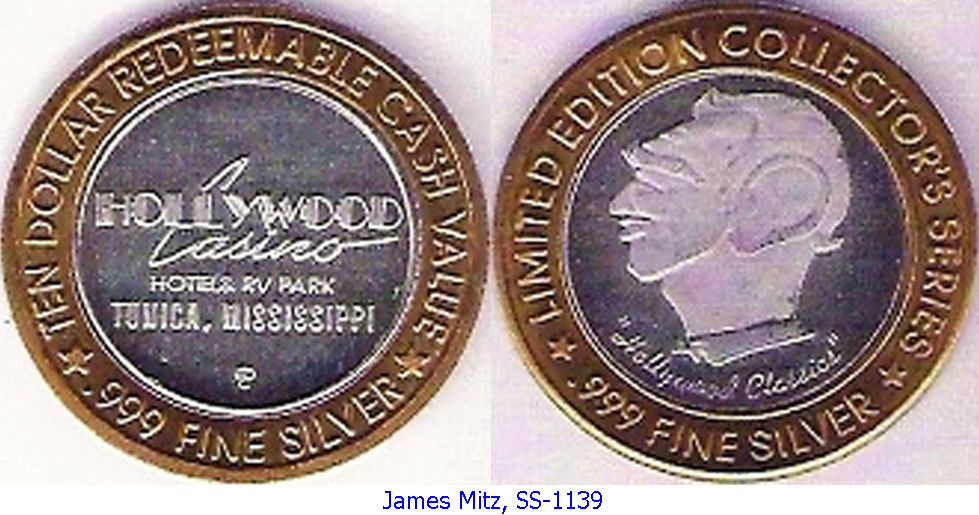 TEN DOLLAR REDEEMABLE CASH VALUE
HOLLYWOOD
Casino
HOTEL & RV PARK
TUNICA, MISSISSIPPI
.999 FINE SILVER
LIMITED EDITION COLLECTOR'S SERIES
"Hollywood Classics"
.999 FINE SILVER
James Mitz, SS-1139